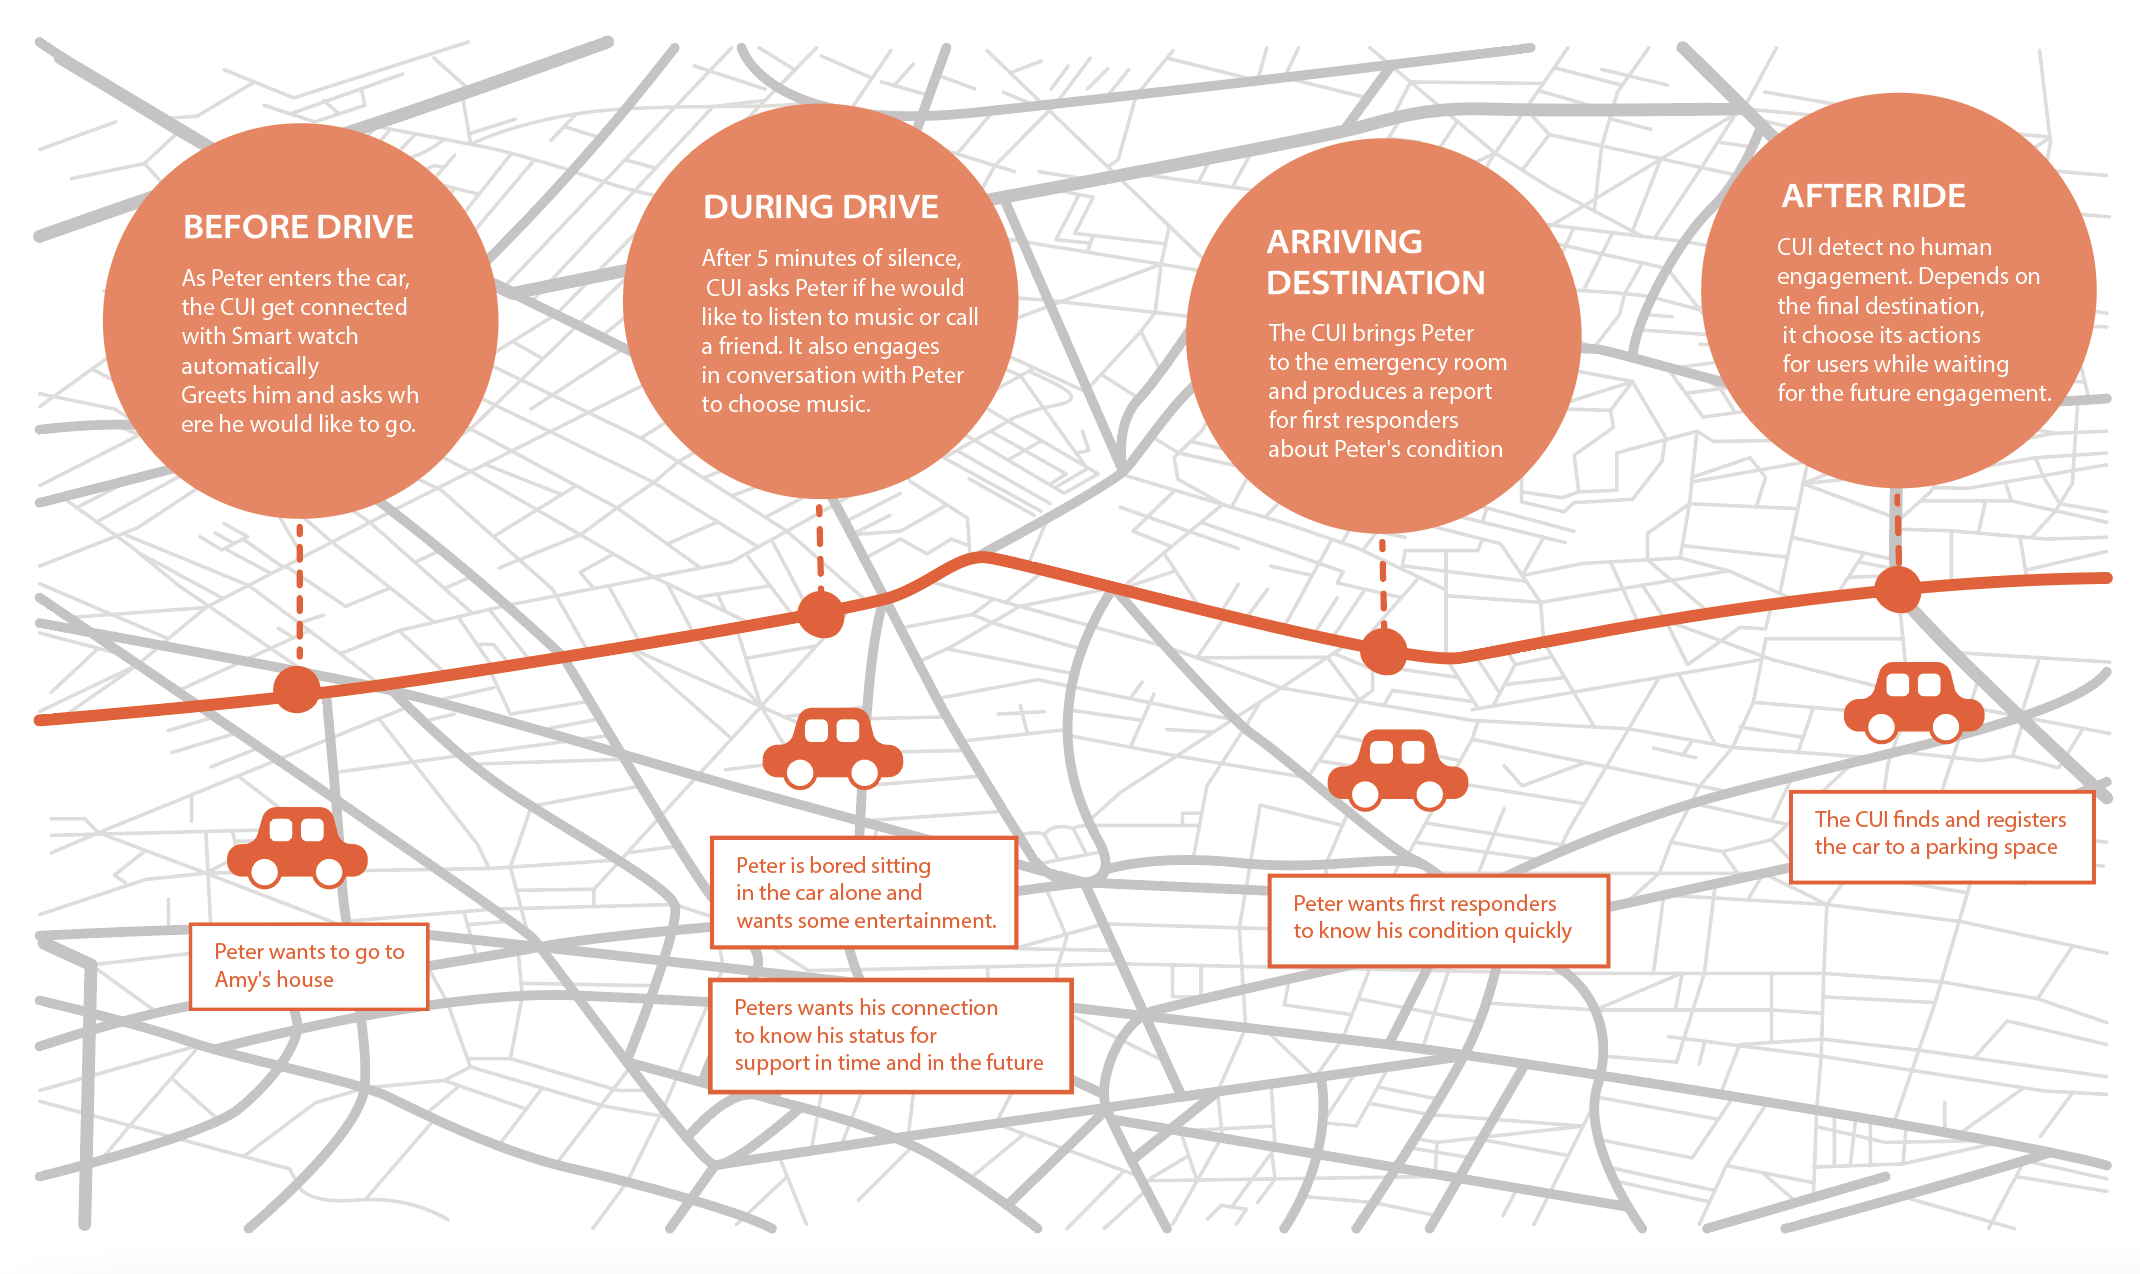 BEFORE DRIVE
As Peter enters the car,
the CUI get connected
with Smart watch
automatically
Greets him and asks wh
ere he would like to go.
DURING DRIVE
After 5 minutes of silence,
CUI asks Peter if he would
like to listen to music or call
a friend. It also engages
in conversation with Peter
to choose music.
ARRIVING
DESTINATION
The CUI brings Peter
to the emergency room
and produces a report
for first responders
about Peter's condition
AFTER RIDE
CUI detect no human
engagement. Depends on
the final destination,
it choose its actions
for users while waiting
for the future engagement.
Peter wants to go to
Amy's house
Peter is bored sitting
in the car alone and
wants some entertainment.
Peters wants his connection
to know his status for
support in time and in the future
Peter wants first responders
to know his condition quickly
The CUI finds and registers
the car to a parking space